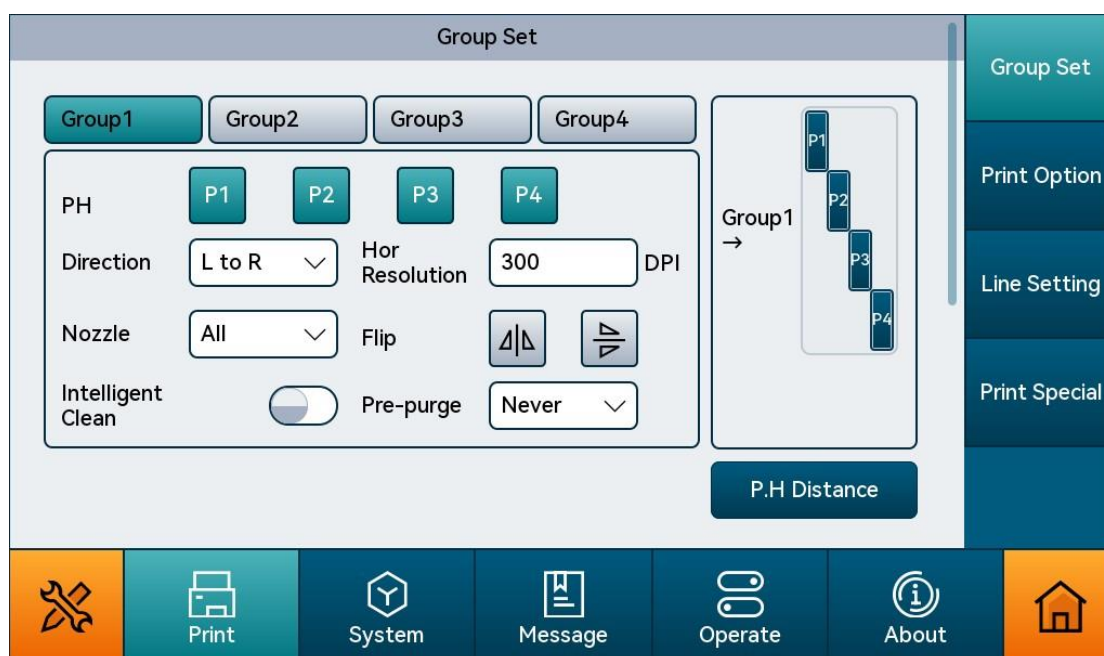 Group Set
Group1 Group2 Group3 Group4
PH P1 P2 P3 P4
Direction L to R Hor Resolution 300 DPI
Nozzle All Flip
Intelligent Clean Pre-purge Never
Group1 →
P1
P2
P3
P4
P.H Distance
Group Set
Print Option
Line Setting
Print Special
Print System Message Operate About